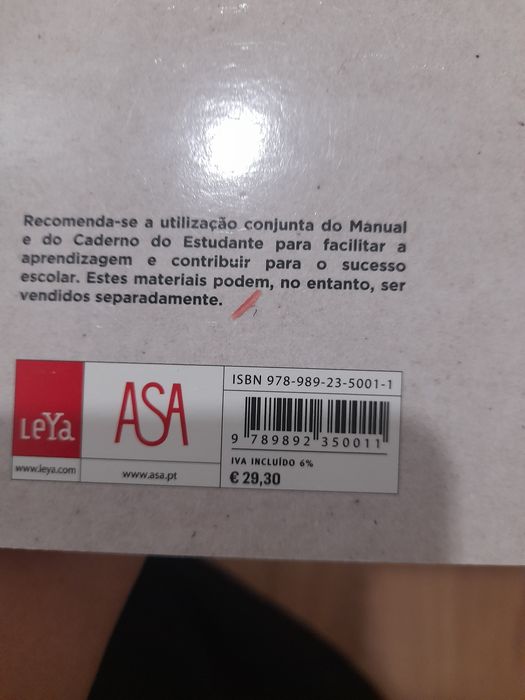 Recomenda-se a utilização conjunta do Manual
e do Caderno do Estudante para facilitar a
aprendizagem e contribuir para o sucesso
escolar. Estes materiais podem, no entanto, ser
vendidos separadamente.
LeYa
www.leya.com
ASA
www.asa.pt
ISBN 978-989-23-5001-1
9 789892 350011
IVA INCLUÍDO 6%
€ 29,30